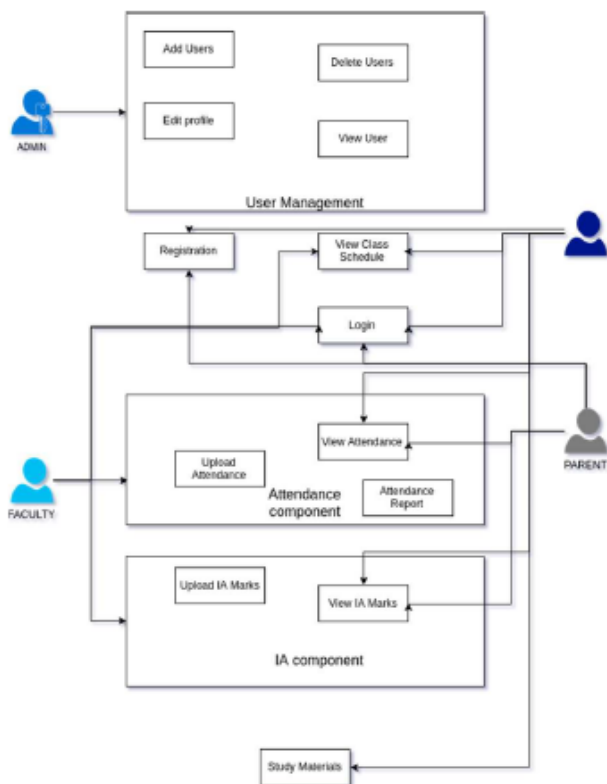 Add Users
Delete Users
Edit profile
View User
ADMIN
User Management
Registration
View Class
Schedule
Login
View Attendance
PARENT
Upload
Attendance
Attendance
component
Attendance
Report
FACULTY
Upload IA Marks
View IA Marks
IA component
Study Materials